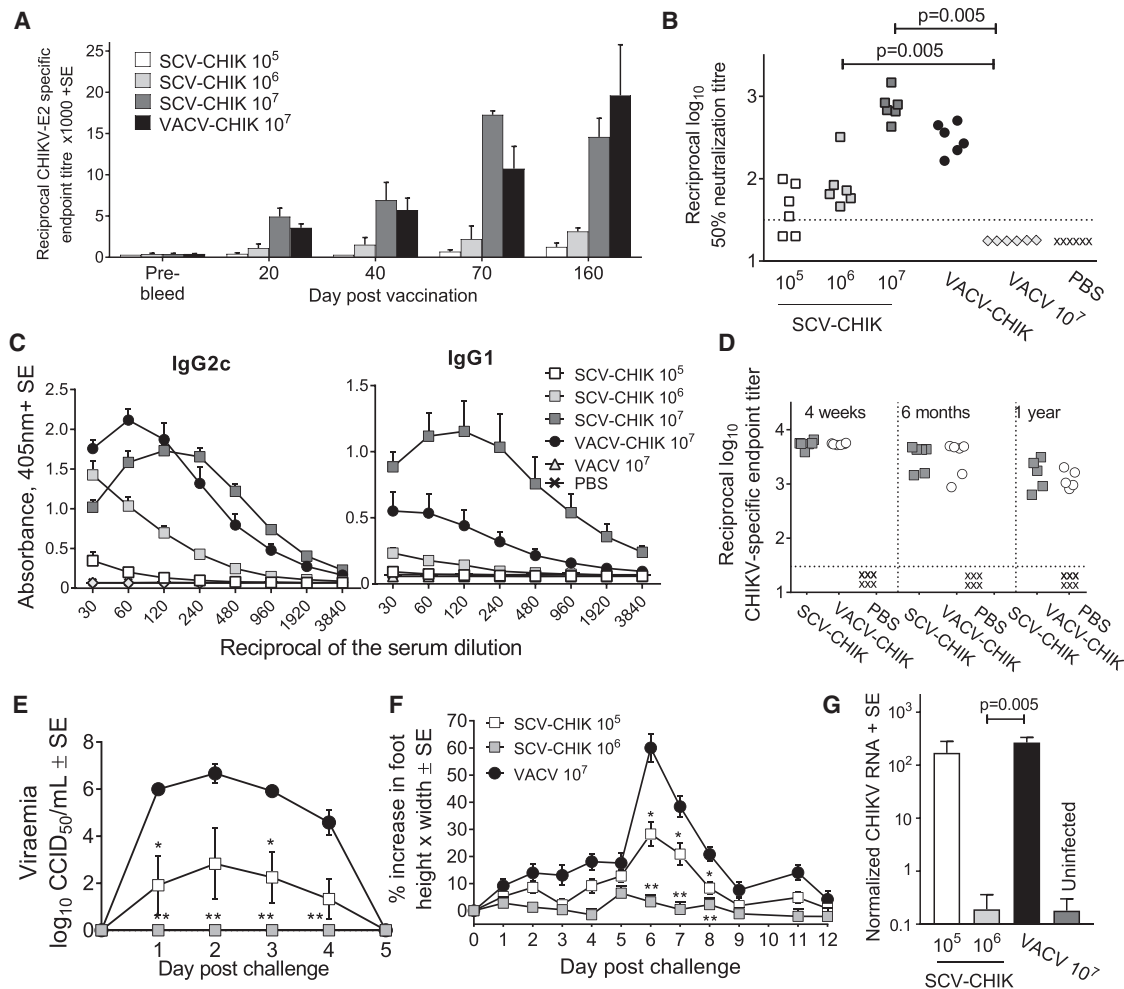 A
Reciprocal CHIKV-E2 specific
endpoint titre x1000 +SE
25
20
15
10
5
0
SCV-CHIK 10⁵
SCV-CHIK 10⁶
SCV-CHIK 10⁷
VACV-CHIK 10⁷
Pre-
bleed
20
40
70
160
Day post vaccination
B
p=0.005
p=0.005
Recriprocal log₁₀
50% neutralization titre
3
2
1
10⁵
10⁶
10⁷
SCV-CHIK
VACV-CHIK
VACV 10⁷
PBS
C
IgG2c
IgG1
Absorbance, 405nm+ SE
2.5
2.0
1.5
1.0
0.5
0
30
60
120
240
480
960
1920
3840
1.5
1.0
0.5
0
30
60
120
240
480
960
1920
3840
SCV-CHIK 10⁵
SCV-CHIK 10⁶
SCV-CHIK 10⁷
VACV-CHIK 10⁷
VACV 10⁷
PBS
Reciprocal of the serum dilution
D
Reciprocal log₁₀
CHIKV-specific endpoint titer
4 weeks
6 months
1 year
4
3
2
1
SCV-CHIK
VACV-CHIK
PBS
SCV-CHIK
VACV-CHIK
PBS
SCV-CHIK
VACV-CHIK
PBS
E
Viraemia
log₁₀ CCID₅₀/mL ± SE
8
6
4
2
0
*
*
**
**
**
**
0
1
2
3
4
5
Day post challenge
F
% increase in foot
height x width ± SE
70
60
50
40
30
20
10
0
SCV-CHIK 10⁵
SCV-CHIK 10⁶
VACV 10⁷
*
*
*
**
**
**
0
1
2
3
4
5
6
7
8
9
10
11
12
Day post challenge
G
Normalized CHIKV RNA + SE
10³
10²
10
1
0.1
p=0.005
Uninfected
10⁵
10⁶
SCV-CHIK
VACV 10⁷